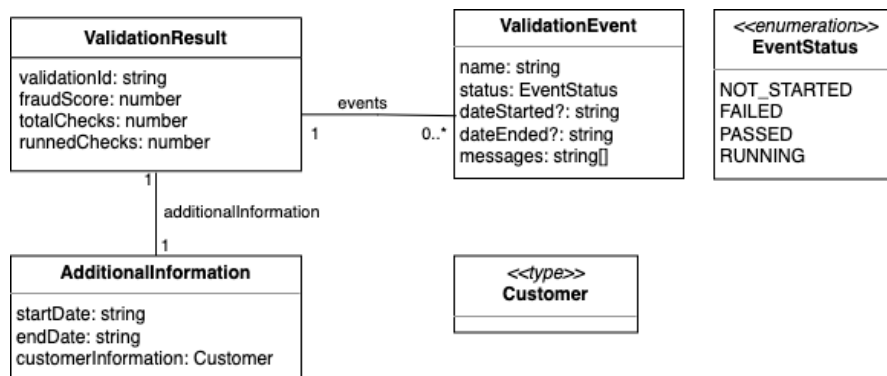 ValidationResult
validationId: string
fraudScore: number
totalChecks: number
runnedChecks: number
events
1
0..*
ValidationEvent
name: string
status: EventStatus
dateStarted?: string
dateEnded?: string
messages: string[]
<<enumeration>>
EventStatus
NOT_STARTED
FAILED
PASSED
RUNNING
1
additionalInformation
1
AdditionalInformation
startDate: string
endDate: string
customerInformation: Customer
<<type>>
Customer